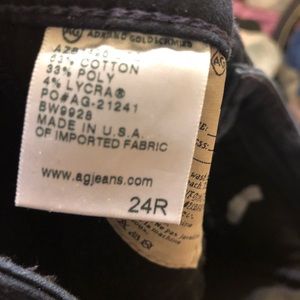 AG ADRIANO GOLDSCHMIED
63% COTTON
33% POLY
4% LYCRA®
PO#AG-21241
BW9928
MADE IN U.S.A.
OF IMPORTED FABRIC
www.agjeans.com
24R